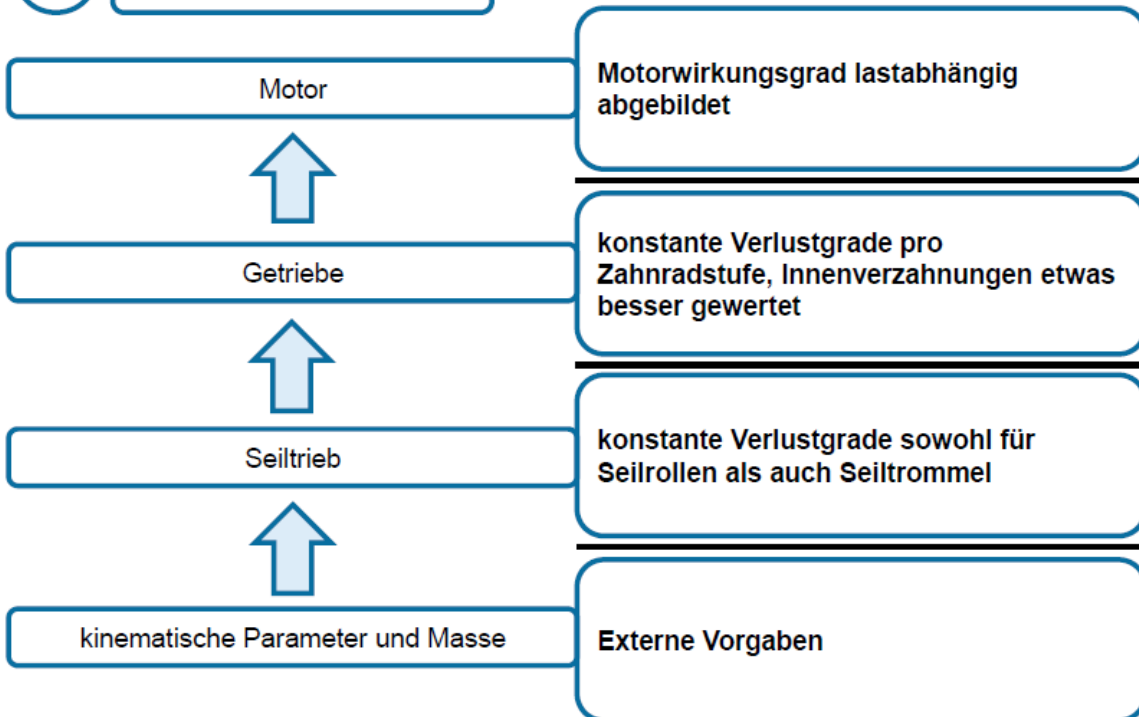 Motor
Motorwirkungsgrad lastabhängig
abgebildet
Getriebe
konstante Verlustgrade pro
Zahnradstufe, Innenverzahnungen etwas
besser gewertet
Seiltrieb
konstante Verlustgrade sowohl für
Seilrollen als auch Seiltrommel
kinematische Parameter und Masse
Externe Vorgaben